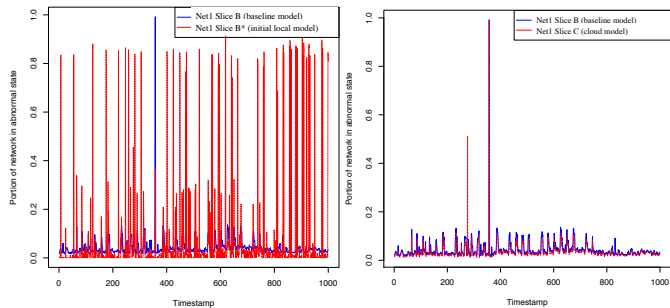 Net1 Slice B (baseline model)
Net1 Slice B* (initial local model)
Portion of network in abnormal state
0.0 0.2 0.4 0.6 0.8 1.0
0 200 400 600 800 1000
Timestamp
Net1 Slice B (baseline model)
Net1 Slice C (cloud model)
Portion of network in abnormal state
0.0 0.2 0.4 0.6 0.8 1.0
0 200 400 600 800 1000
Timestamp